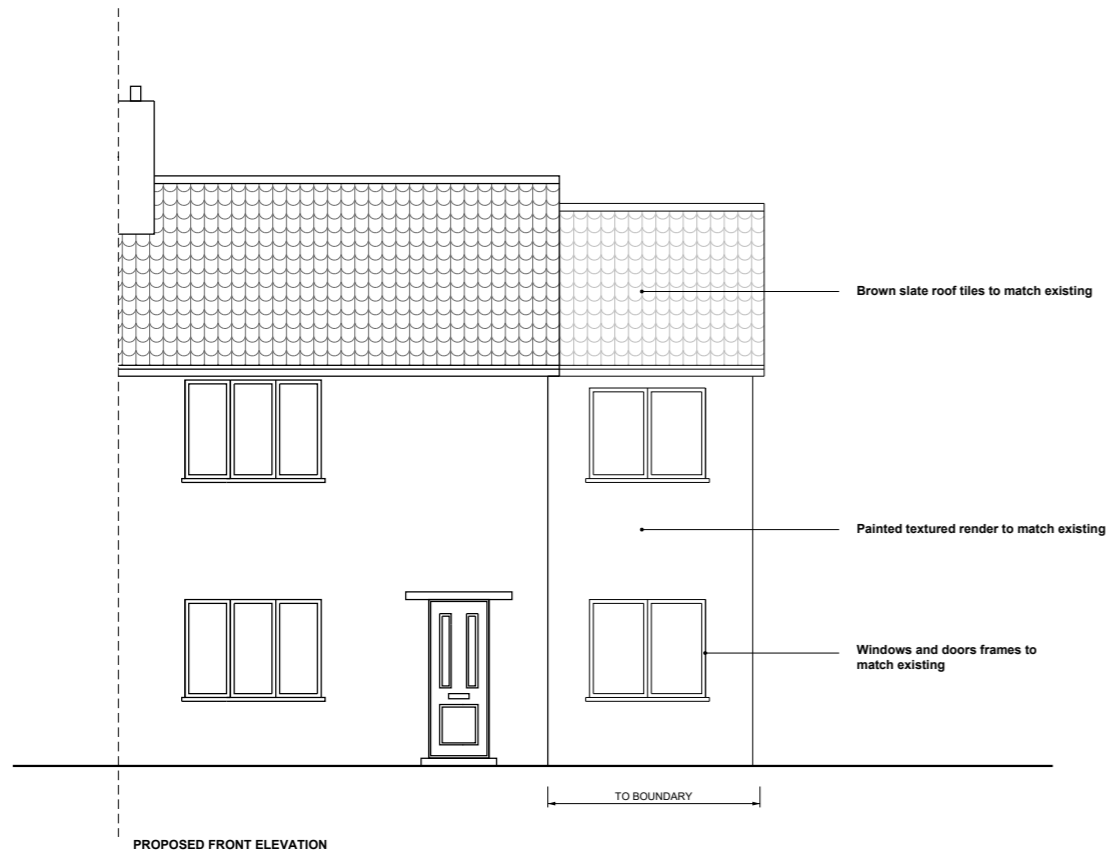 Brown slate roof tiles to match existing
Painted textured render to match existing
Windows and doors frames to
match existing
TO BOUNDARY
PROPOSED FRONT ELEVATION